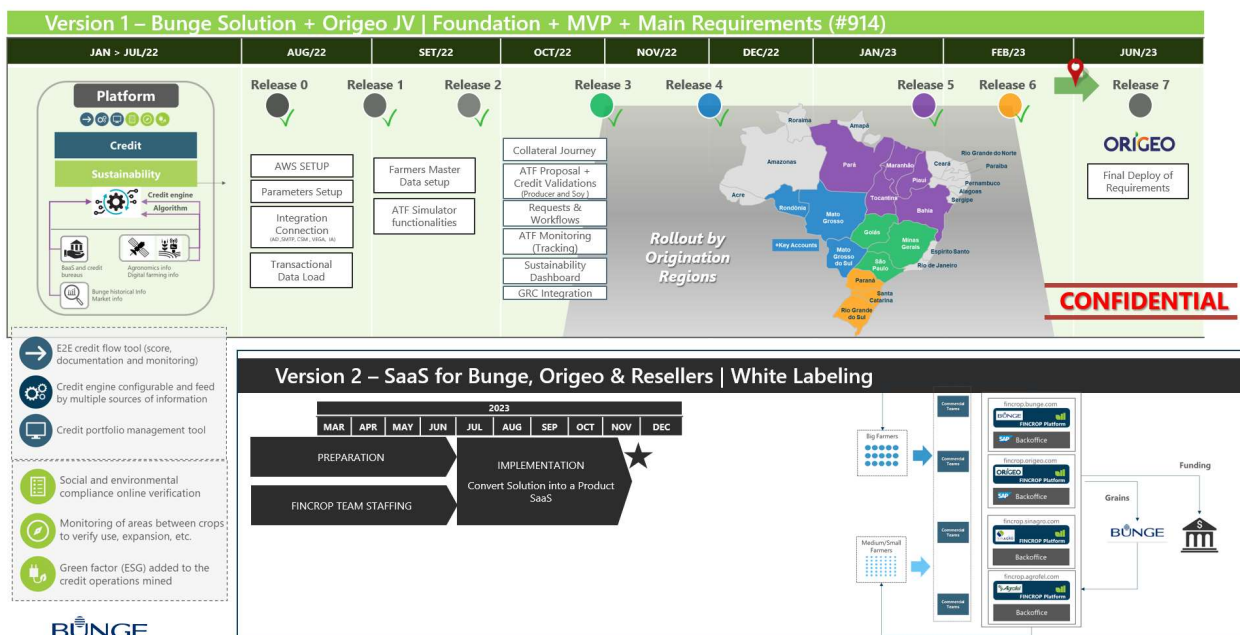 Version 1 – Bunge Solution + Origeo JV | Foundation + MVP + Main Requirements (#914)
JAN > JUL/22
AUG/22
SET/22
OCT/22
NOV/22
DEC/22
JAN/23
FEB/23
JUN/23
Platform
Credit
Sustainability
Credit engine
Algorithm
BaaS and credit
bureaus
Agronomics info
Digital farming info
Bunge historical Info
Market info
Release 0
Release 1
Release 2
Release 3
Release 4
Release 5
Release 6
Release 7
AWS SETUP
Parameters Setup
Integration
Connection
(AD ,SMTP, CSM , VEGA, IA)
Transactional
Data Load
Farmers Master
Data setup
ATF Simulator
functionalities
Collateral Journey
ATF Proposal +
Credit Validations
(Producer and Soy )
Requests &
Workflows
ATF Monitoring
(Tracking)
Sustainability
Dashboard
GRC Integration
Rollout by
Origination
Regions
Roraima
Amapá
Amazonas
Pará
Maranhão
Ceará
Rio Grande do Norte
Paraíba
Piauí
Pernambuco
Alagoas
Sergipe
Acre
Rondônia
Tocantins
Bahia
Mato
Grosso
Goiás
+Key Accounts
Mato
Grosso
do Sul
Minas
Gerais
Espirito Santo
São
Paulo
Rio de Janeiro
Paraná
Santa
Catarina
Rio Grande
do Sul
ORIGEO
Final Deploy of
Requirements
CONFIDENTIAL
E2E credit flow tool (score,
documentation and monitoring)
Credit engine configurable and feed
by multiple sources of information
Credit portfolio management tool
Social and environmental
compliance online verification
Monitoring of areas between crops
to verify use, expansion, etc.
Green factor (ESG) added to the
credit operations mined
BUNGE
Version 2 – SaaS for Bunge, Origeo & Resellers | White Labeling
2023
MAR
APR
MAY
JUN
JUL
AUG
SEP
OCT
NOV
DEC
PREPARATION
FINCROP TEAM STAFFING
IMPLEMENTATION
Convert Solution into a Product
SaaS
Big Farmers
Medium/Small
Farmers
Commercial
Teams
Commercial
Teams
Commercial
Teams
Commercial
Teams
fincrop.bunge.com
BUNGE
FINCROP Platform
SAP
Backoffice
fincrop.origeo.com
ORIGEO
FINCROP Platform
SAP
Backoffice
fincrop.sinagro.com
FINCROP Platform
Backoffice
fincrop.agrofel.com
Agrofel
FINCROP Platform
Backoffice
Grains
BUNGE
Funding